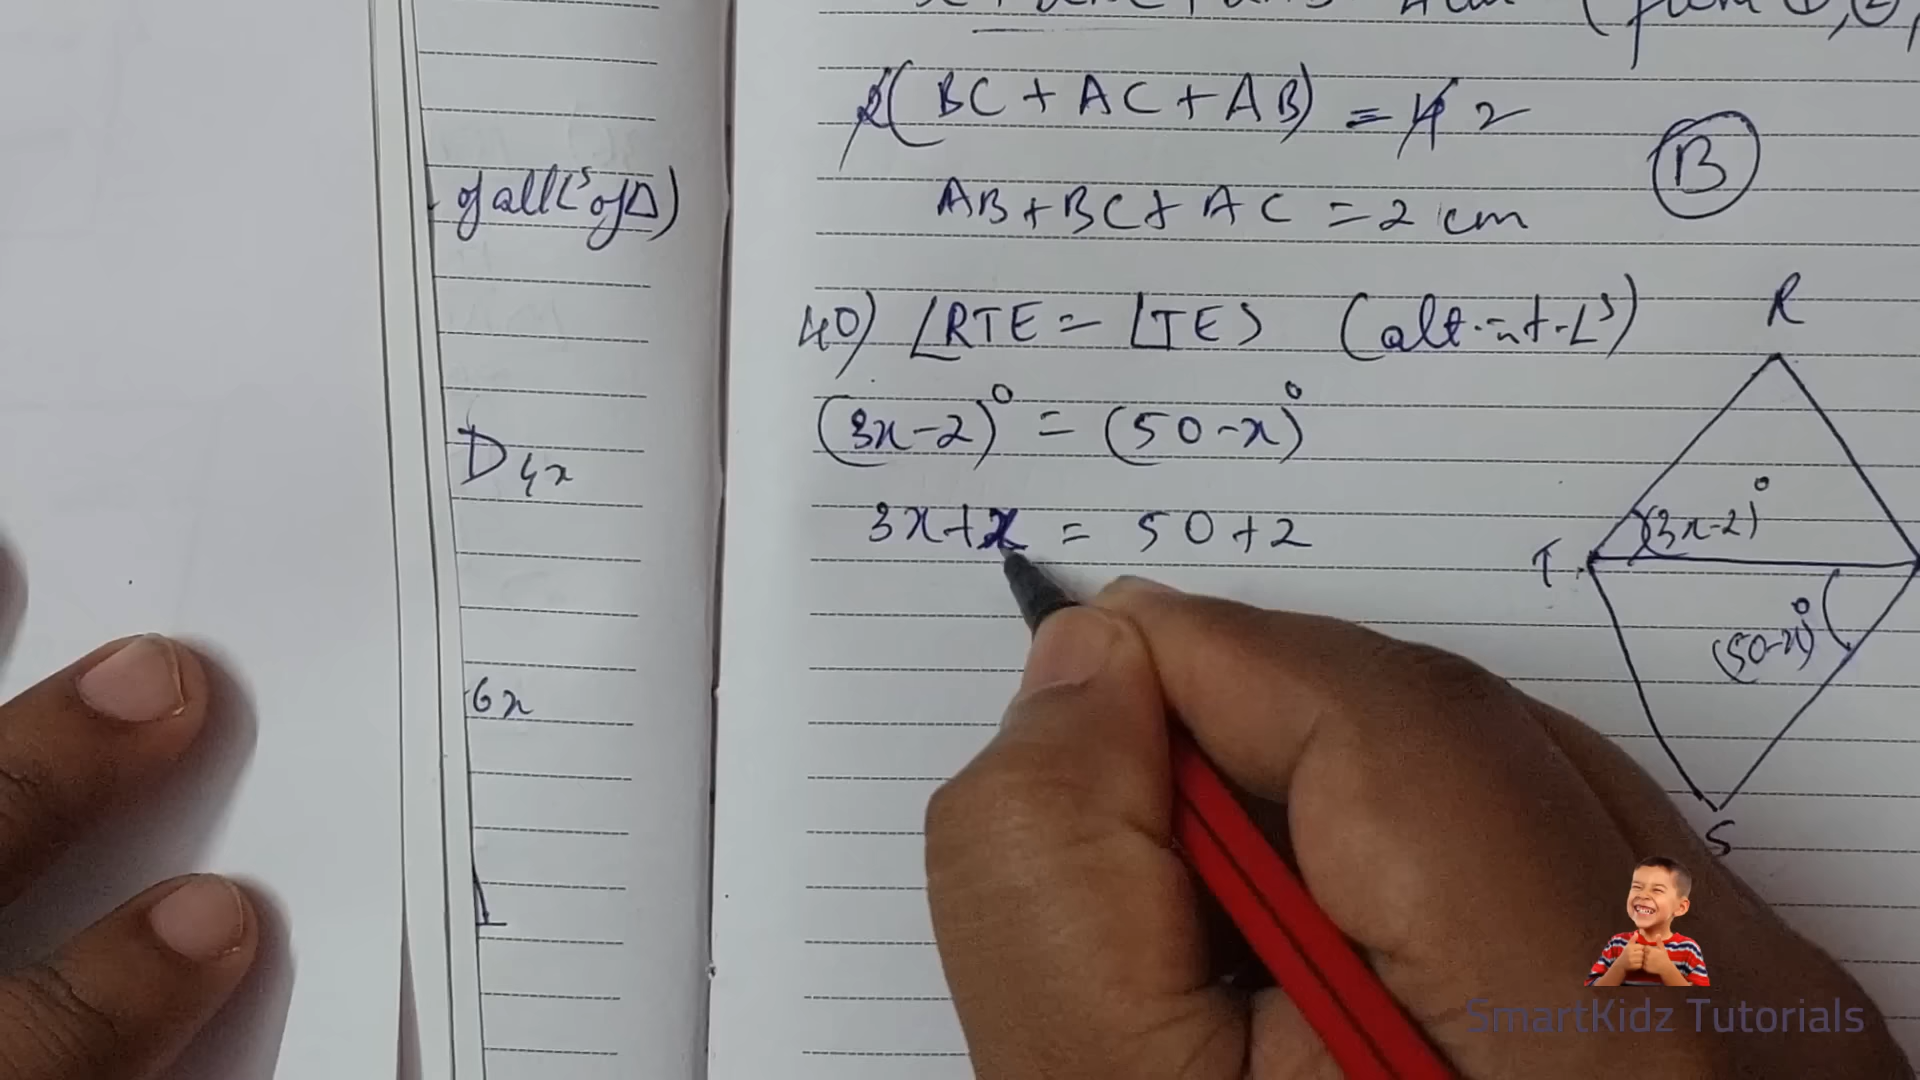 of all ∠s of Δ)
D 4x
6x
2(BC + AC + AB) = 4 2
B
AB + BC + AC = 2 cm
40) ∠RTE = ∠TES (alt. int. ∠s)
(3x-2)° = (50-x)°
3x+x = 50+2
R
(3x-2)°
T
(50-x)°
S
SmartKidz Tutorials